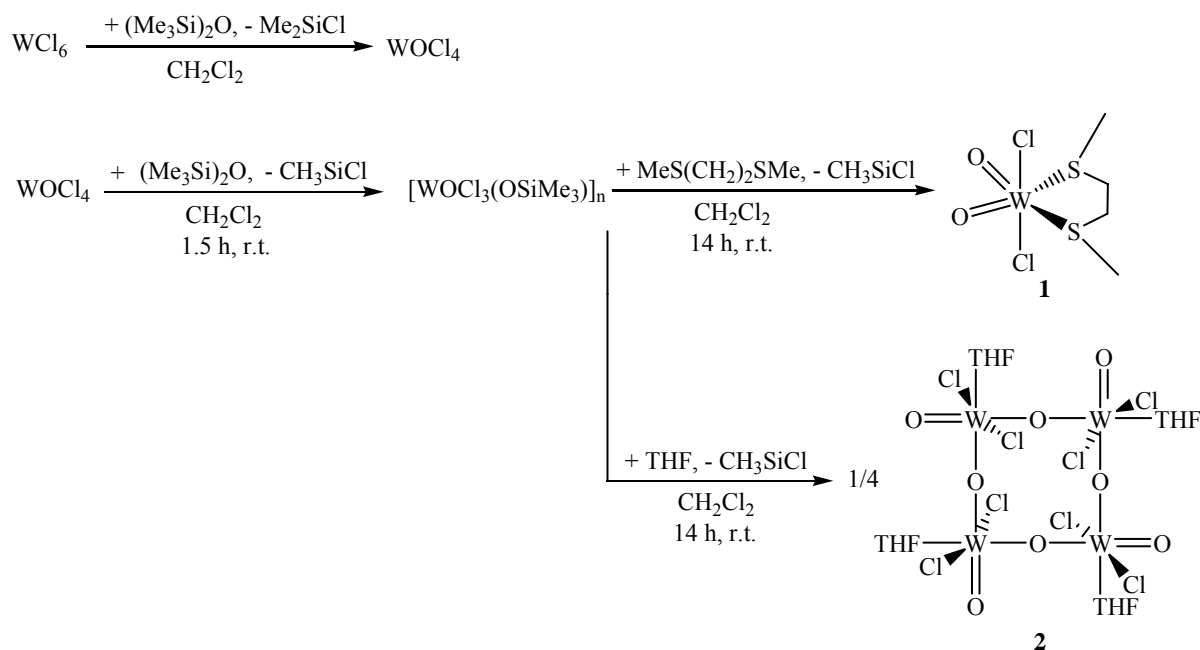 WCl6 + (Me3Si)2O, - Me2SiCl WOCl4
CH2Cl2
WOCl4 + (Me3Si)2O, - CH3SiCl [WOCl3(OSiMe3)]n + MeS(CH2)2SMe, - CH3SiCl
CH2Cl2 CH2Cl2
1.5 h, r.t. 14 h, r.t.
Cl
O
S
W
O
S
Cl
1
+ THF, - CH3SiCl 1/4
CH2Cl2
14 h, r.t.
THF O
Cl Cl
O W O W THF
Cl Cl
O O
Cl Cl
THF W O W O
Cl Cl
O THF
2